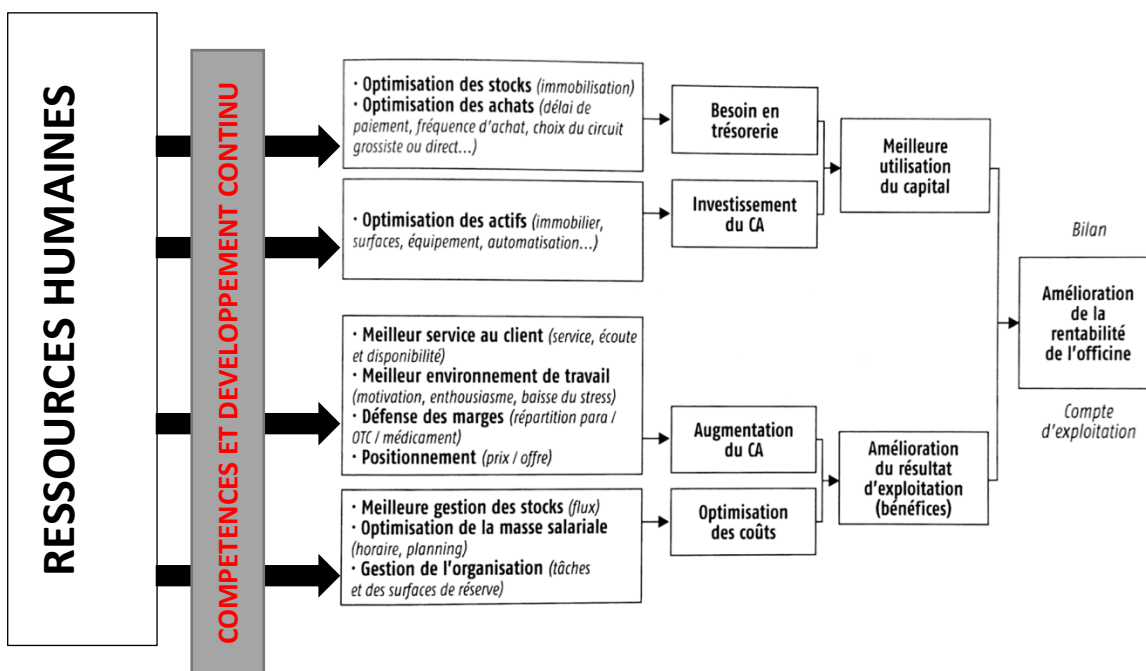 RESSOURCES HUMAINES
COMPETENCES ET DEVELOPPEMENT CONTINU
· Optimisation des stocks (immobilisation)
· Optimisation des achats (délai de
paiement, fréquence d'achat, choix du circuit
grossiste ou direct...)
Besoin en
trésorerie
Meilleure
utilisation
du capital
· Optimisation des actifs (immobilier,
surfaces, équipement, automatisation...)
Investissement
du CA
Bilan
Amélioration
de la
rentabilité
de l'officine
Compte
d'exploitation
· Meilleur service au client (service, écoute
et disponibilité)
· Meilleur environnement de travail
(motivation, enthousiasme, baisse du stress)
· Défense des marges (répartition para /
OTC / médicament)
· Positionnement (prix / offre)
Augmentation
du CA
Amélioration
du résultat
d'exploitation
(bénéfices)
· Meilleure gestion des stocks (flux)
· Optimisation de la masse salariale
(horaire, planning)
· Gestion de l'organisation (tâches
et des surfaces de réserve)
Optimisation
des coûts